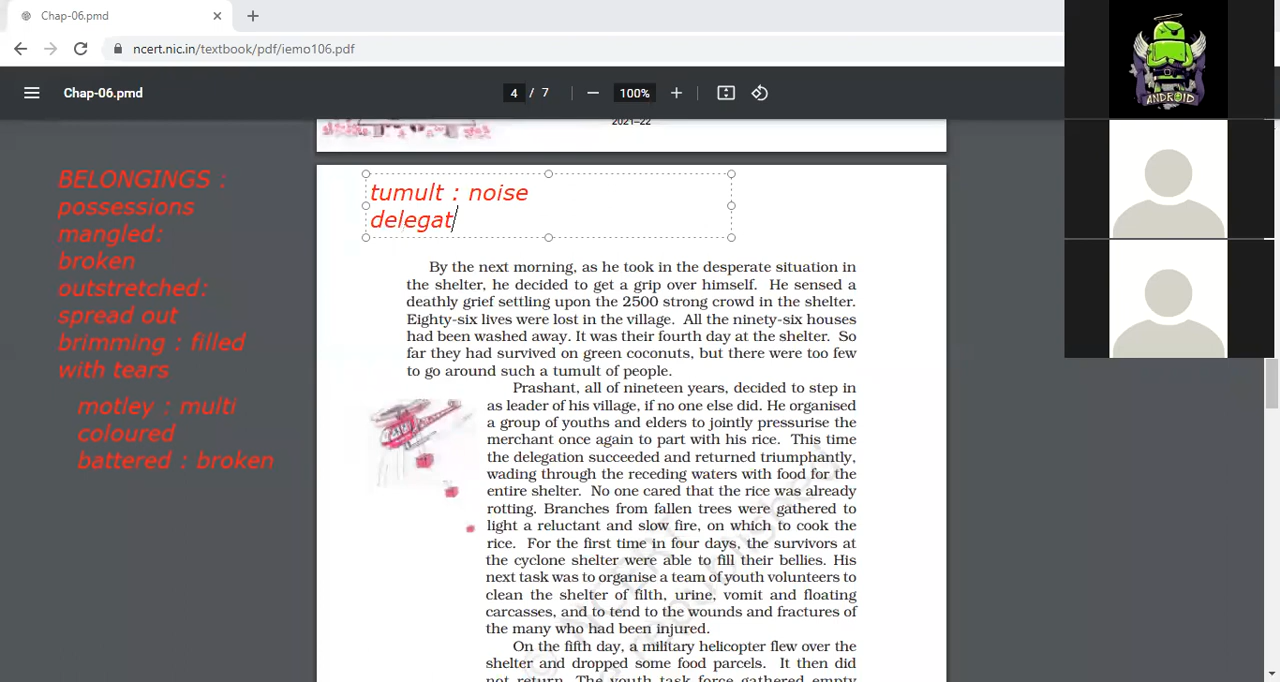 Chap-06.pmd
ncert.nic.in/textbook/pdf/iemo106.pdf
Chap-06.pmd
4 / 7
100%
ANDROID
2021–22
BELONGINGS :
possessions
mangled:
broken
outstretched:
spread out
brimming : filled
with tears
motley : multi
coloured
battered : broken
tumult : noise
delegat
By the next morning, as he took in the desperate situation in
the shelter, he decided to get a grip over himself. He sensed a
deathly grief settling upon the 2500 strong crowd in the shelter.
Eighty-six lives were lost in the village. All the ninety-six houses
had been washed away. It was their fourth day at the shelter. So
far they had survived on green coconuts, but there were too few
to go around such a tumult of people.
Prashant, all of nineteen years, decided to step in
as leader of his village, if no one else did. He organised
a group of youths and elders to jointly pressurise the
merchant once again to part with his rice. This time
the delegation succeeded and returned triumphantly,
wading through the receding waters with food for the
entire shelter. No one cared that the rice was already
rotting. Branches from fallen trees were gathered to
light a reluctant and slow fire, on which to cook the
rice. For the first time in four days, the survivors at
the cyclone shelter were able to fill their bellies. His
next task was to organise a team of youth volunteers to
clean the shelter of filth, urine, vomit and floating
carcasses, and to tend to the wounds and fractures of
the many who had been injured.
On the fifth day, a military helicopter flew over the
shelter and dropped some food parcels. It then did
not return. The youth task force gathered empty